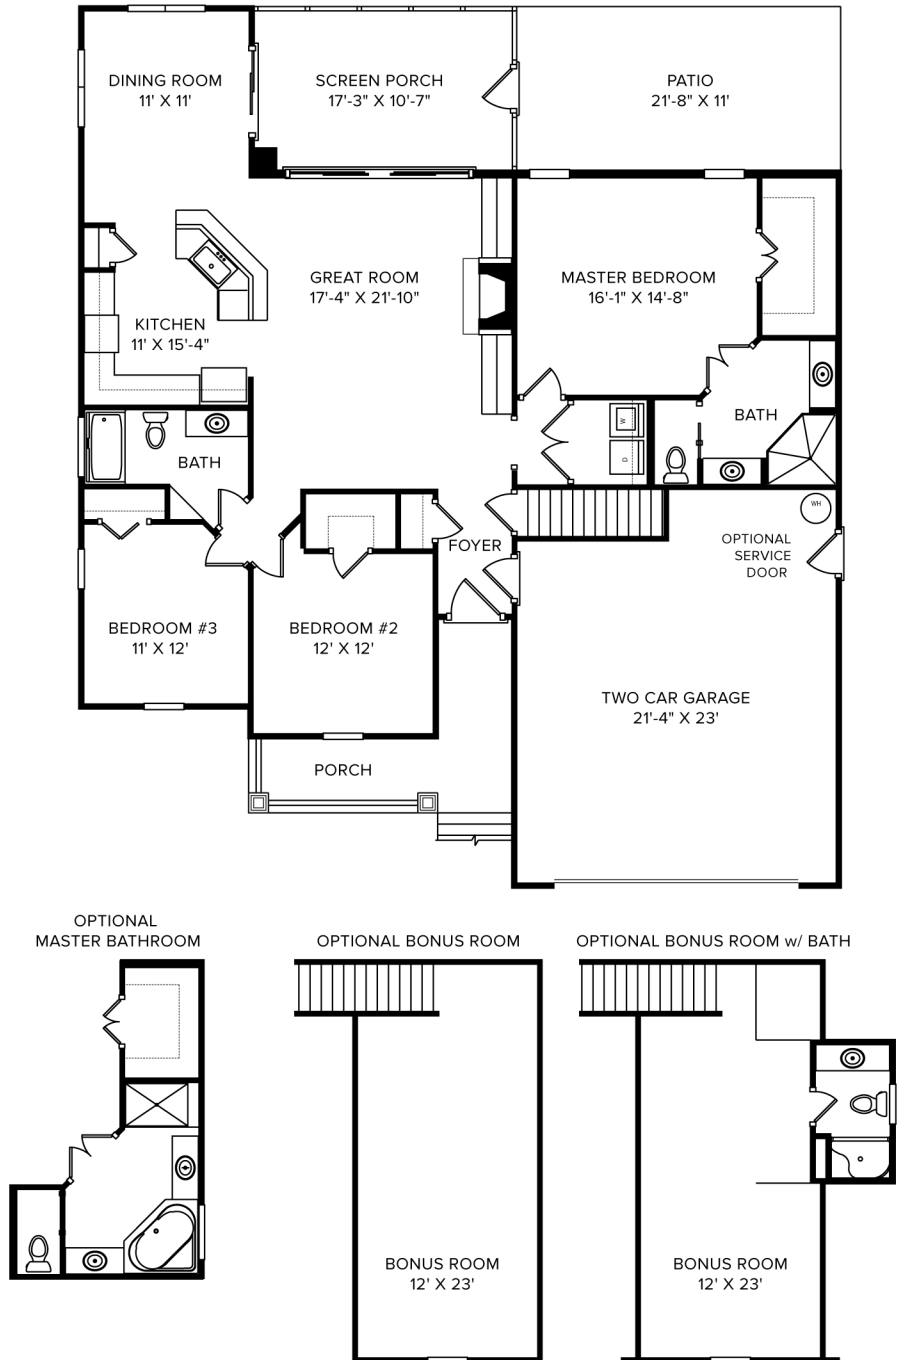 DINING ROOM
11' X 11'
SCREEN PORCH
17'-3" X 10'-7"
PATIO
21'-8" X 11'
GREAT ROOM
17'-4" X 21'-10"
MASTER BEDROOM
16'-1" X 14'-8"
KITCHEN
11' X 15'-4"
BATH
W
D
BATH
WH
FOYER
OPTIONAL
SERVICE
DOOR
BEDROOM #3
11' X 12'
BEDROOM #2
12' X 12'
TWO CAR GARAGE
21'-4" X 23'
PORCH
OPTIONAL
MASTER BATHROOM
OPTIONAL BONUS ROOM
OPTIONAL BONUS ROOM w/ BATH
BONUS ROOM
12' X 23'
BONUS ROOM
12' X 23'